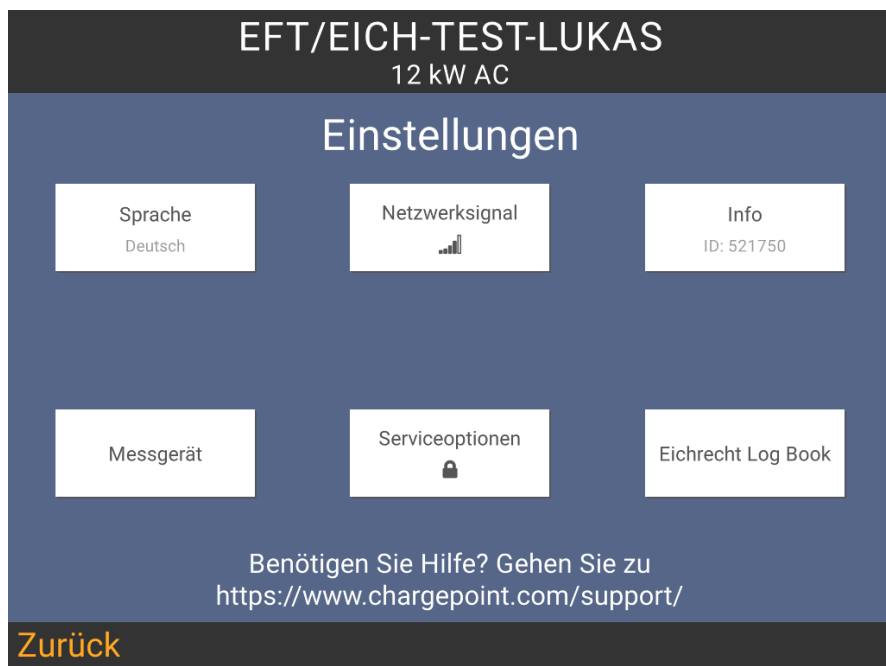 EFT/EICH-TEST-LUKAS
12 kW AC
Einstellungen
Sprache
Deutsch
Netzwerksignal
Info
ID: 521750
Messgerät
Serviceoptionen
Eichrecht Log Book
Benötigen Sie Hilfe? Gehen Sie zu
https://www.chargepoint.com/support/
Zurück